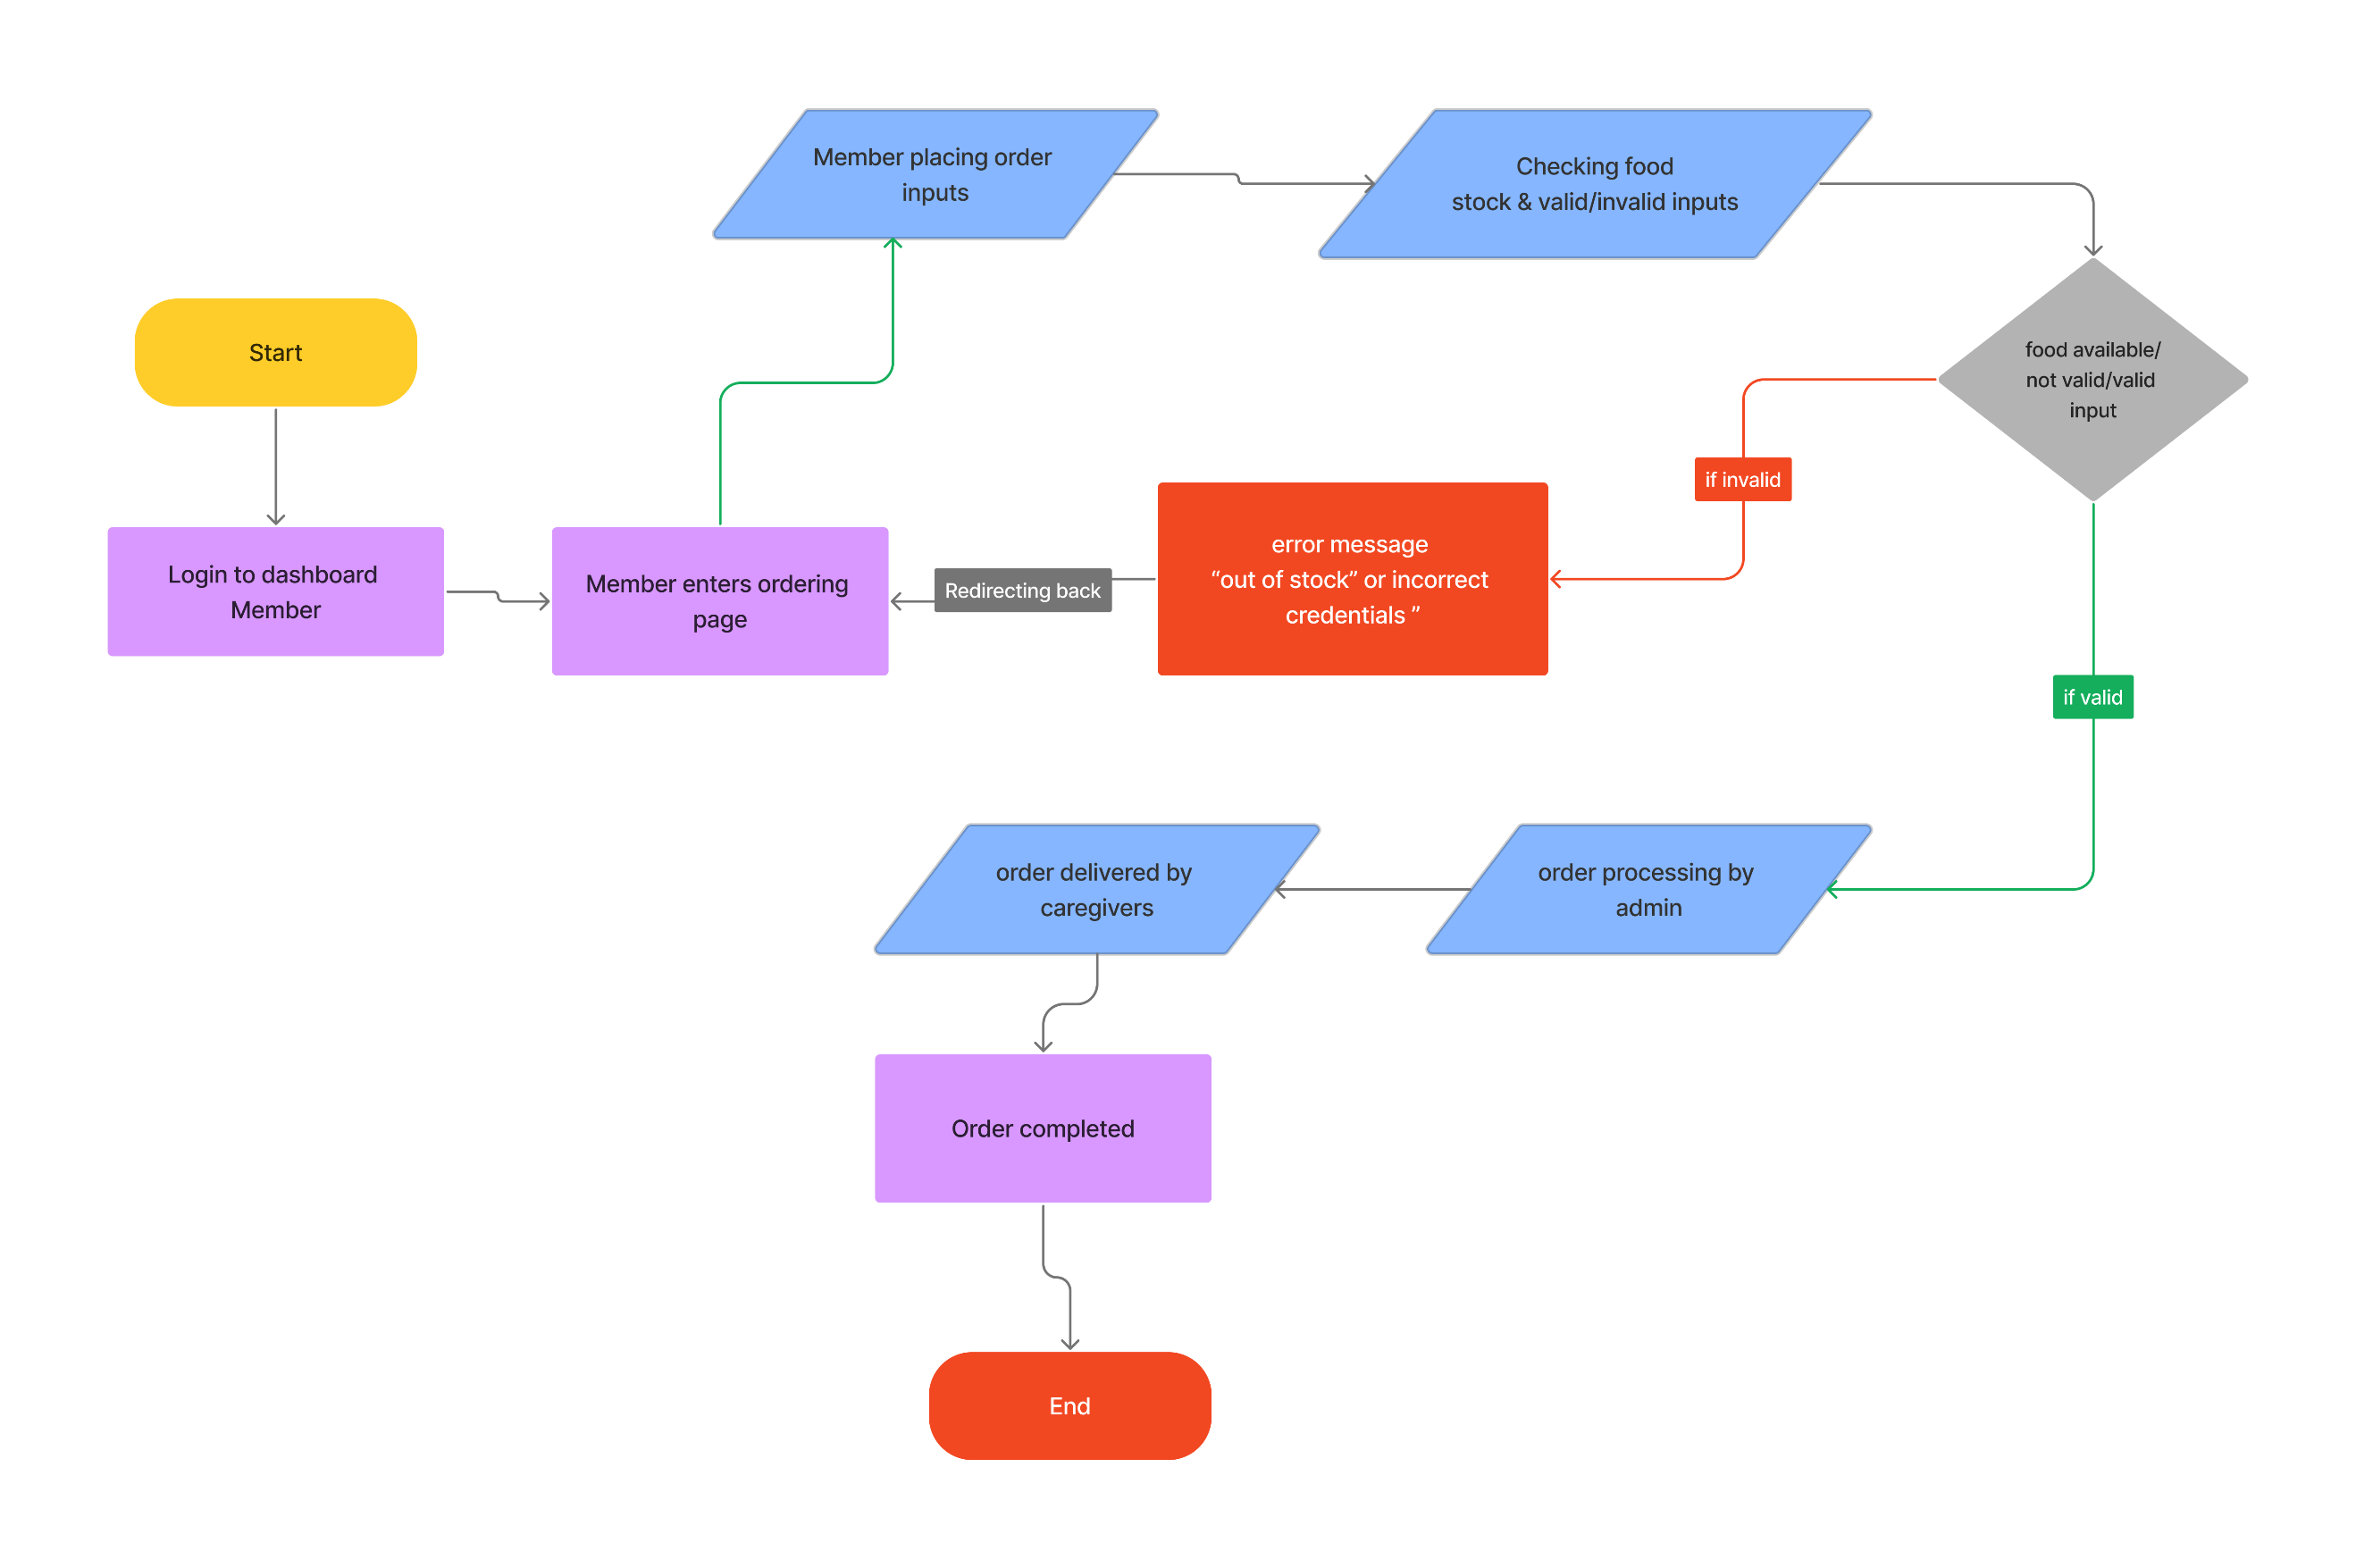 Start
Login to dashboard
Member
Member enters ordering
page
Member placing order
inputs
Checking food
stock & valid/invalid inputs
food available/
not valid/valid
input
if invalid
error message
“out of stock” or incorrect
credentials ”
Redirecting back
if valid
order processing by
admin
order delivered by
caregivers
Order completed
End